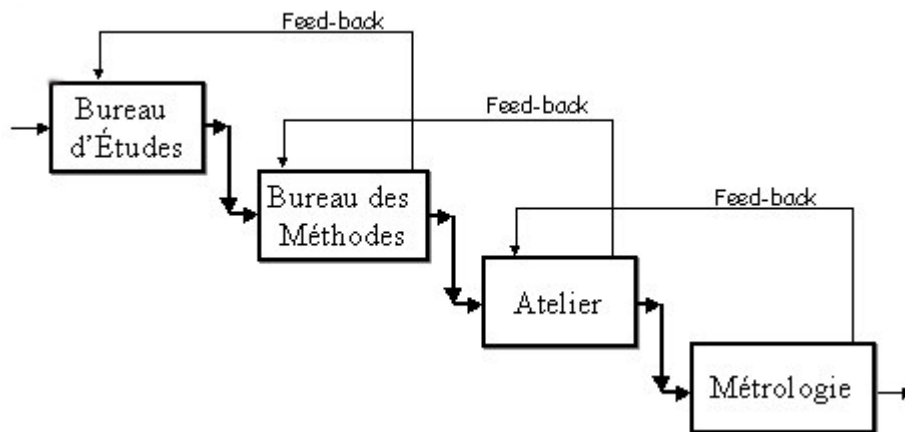 Feed-back
Bureau
d'Études
Feed-back
Bureau des
Méthodes
Feed-back
Atelier
Métrologie